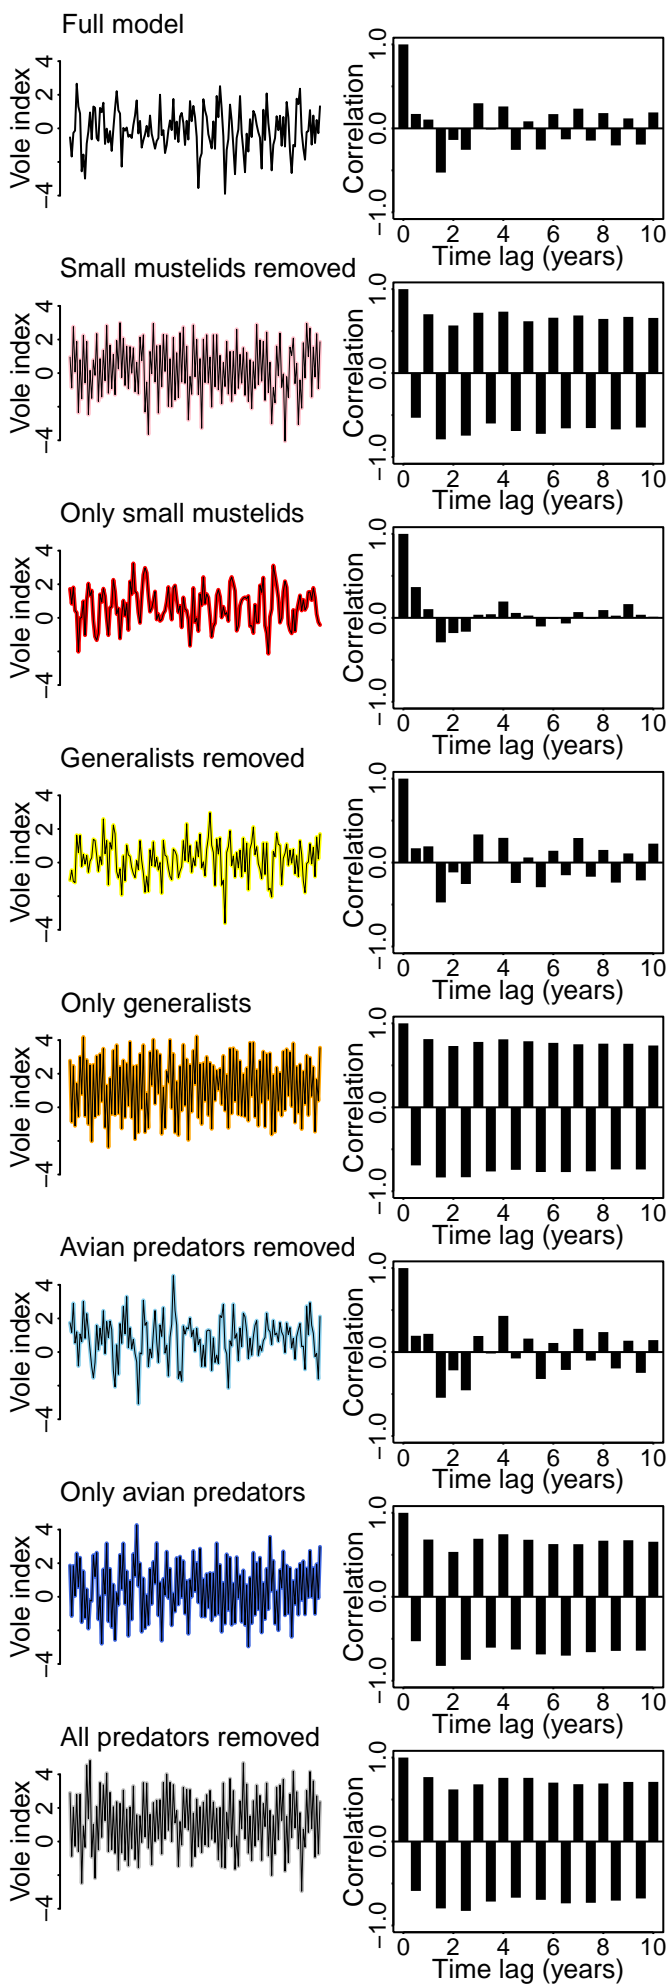 Full model
Vole index
4
2
0
−4
Correlation
1.0
0.0
−1.0
0 2 4 6 8 10
Time lag (years)
Small mustelids removed
Vole index
4
2
0
−4
Correlation
1.0
0.0
−1.0
0 2 4 6 8 10
Time lag (years)
Only small mustelids
Vole index
4
2
0
−4
Correlation
1.0
0.0
−1.0
0 2 4 6 8 10
Time lag (years)
Generalists removed
Vole index
4
2
0
−4
Correlation
1.0
0.0
−1.0
0 2 4 6 8 10
Time lag (years)
Only generalists
Vole index
4
2
0
−4
Correlation
1.0
0.0
−1.0
0 2 4 6 8 10
Time lag (years)
Avian predators removed
Vole index
4
2
0
−4
Correlation
1.0
0.0
−1.0
0 2 4 6 8 10
Time lag (years)
Only avian predators
Vole index
4
2
0
−4
Correlation
1.0
0.0
−1.0
0 2 4 6 8 10
Time lag (years)
All predators removed
Vole index
4
2
0
−4
Correlation
1.0
0.0
−1.0
0 2 4 6 8 10
Time lag (years)